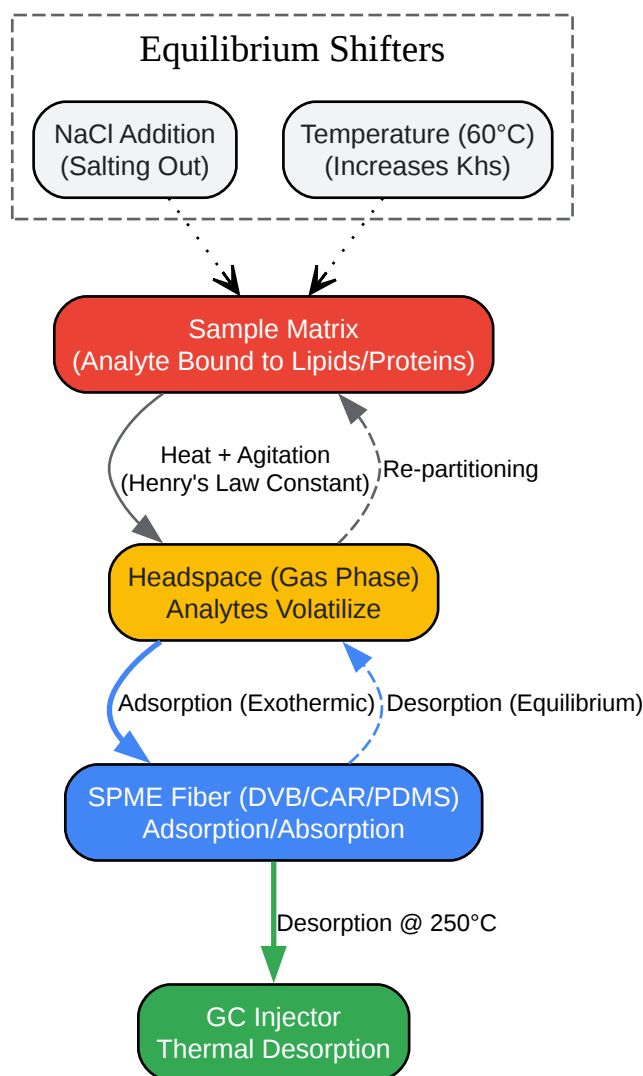 Equilibrium Shifters
NaCl Addition
(Salting Out)
Temperature (60°C)
(Increases Khs)
Sample Matrix
(Analyte Bound to Lipids/Proteins)
Heat + Agitation
(Henry's Law Constant)
Re-partitioning
Headspace (Gas Phase)
Analytes Volatilize
Adsorption (Exothermic)
Desorption (Equilibrium)
SPME Fiber (DVB/CAR/PDMS)
Adsorption/Absorption
Desorption @ 250°C
GC Injector
Thermal Desorption